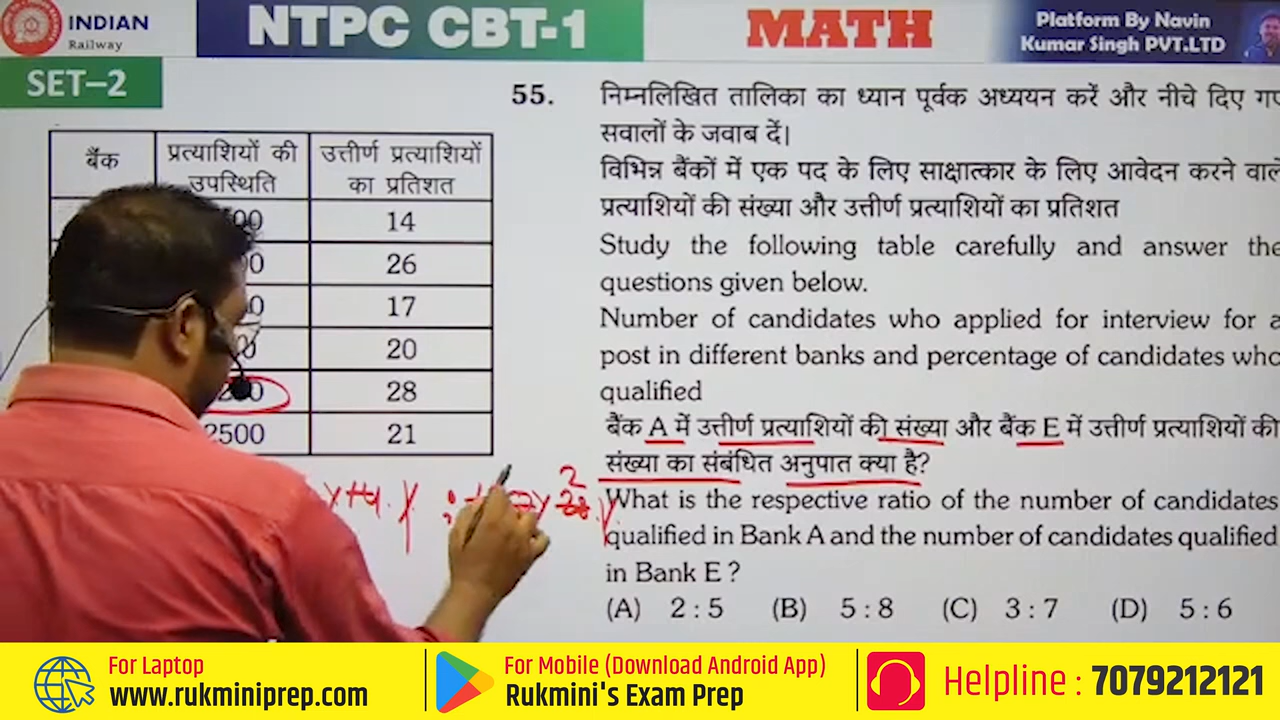 INDIAN
Railway
NTPC CBT-1
MATH
Platform By Navin
Kumar Singh PVT.LTD
SET–2
बैंक
प्रत्याशियों की
उपस्थिति
उत्तीर्ण प्रत्याशियों
का प्रतिशत
14
26
17
20
28
2500
21
55.
निम्नलिखित तालिका का ध्यान पूर्वक अध्ययन करें और नीचे दिए गए
सवालों के जवाब दें।
विभिन्न बैंकों में एक पद के लिए साक्षात्कार के लिए आवेदन करने वाले
प्रत्याशियों की संख्या और उत्तीर्ण प्रत्याशियों का प्रतिशत
Study the following table carefully and answer the
questions given below.
Number of candidates who applied for interview for a
post in different banks and percentage of candidates who
qualified
बैंक A में उत्तीर्ण प्रत्याशियों की संख्या और बैंक E में उत्तीर्ण प्रत्याशियों की
संख्या का संबंधित अनुपात क्या है?
What is the respective ratio of the number of candidates
qualified in Bank A and the number of candidates qualified
in Bank E ?
(A) 2 : 5 (B) 5 : 8 (C) 3 : 7 (D) 5 : 6
For Laptop
www.rukminiprep.com
For Mobile (Download Android App)
Rukmini's Exam Prep
Helpline : 7079212121